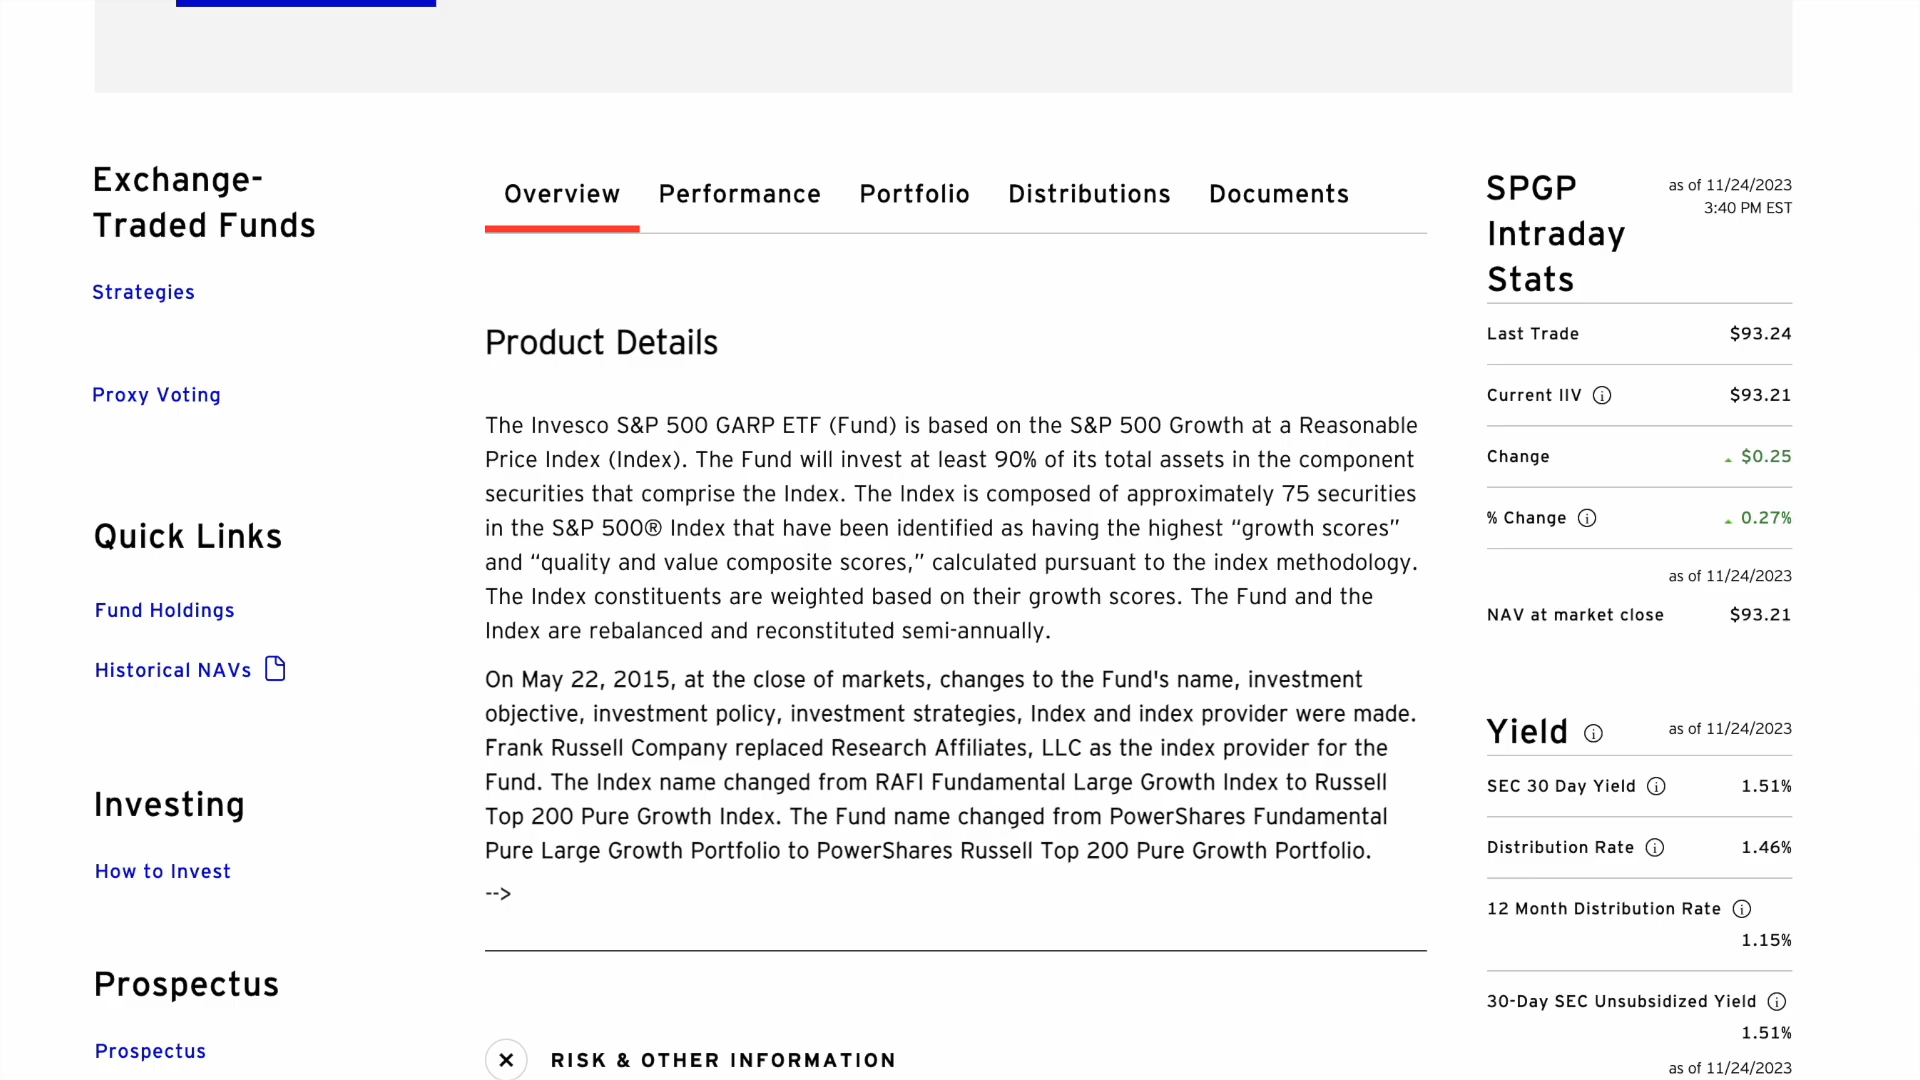 Exchange-
Traded Funds
Strategies
Proxy Voting
Quick Links
Fund Holdings
Historical NAVs
Investing
How to Invest
Prospectus
Prospectus
Overview Performance Portfolio Distributions Documents
Product Details
The Invesco S&P 500 GARP ETF (Fund) is based on the S&P 500 Growth at a Reasonable
Price Index (Index). The Fund will invest at least 90% of its total assets in the component
securities that comprise the Index. The Index is composed of approximately 75 securities
in the S&P 500® Index that have been identified as having the highest “growth scores”
and “quality and value composite scores,” calculated pursuant to the index methodology.
The Index constituents are weighted based on their growth scores. The Fund and the
Index are rebalanced and reconstituted semi-annually.
On May 22, 2015, at the close of markets, changes to the Fund's name, investment
objective, investment policy, investment strategies, Index and index provider were made.
Frank Russell Company replaced Research Affiliates, LLC as the index provider for the
Fund. The Index name changed from RAFI Fundamental Large Growth Index to Russell
Top 200 Pure Growth Index. The Fund name changed from PowerShares Fundamental
Pure Large Growth Portfolio to PowerShares Russell Top 200 Pure Growth Portfolio.
-->
RISK & OTHER INFORMATION
SPGP
Intraday
Stats
as of 11/24/2023
3:40 PM EST
Last Trade $93.24
Current IIV $93.21
Change $0.25
% Change 0.27%
as of 11/24/2023
NAV at market close $93.21
Yield as of 11/24/2023
SEC 30 Day Yield 1.51%
Distribution Rate 1.46%
12 Month Distribution Rate
1.15%
30-Day SEC Unsubsidized Yield
1.51%
as of 11/24/2023